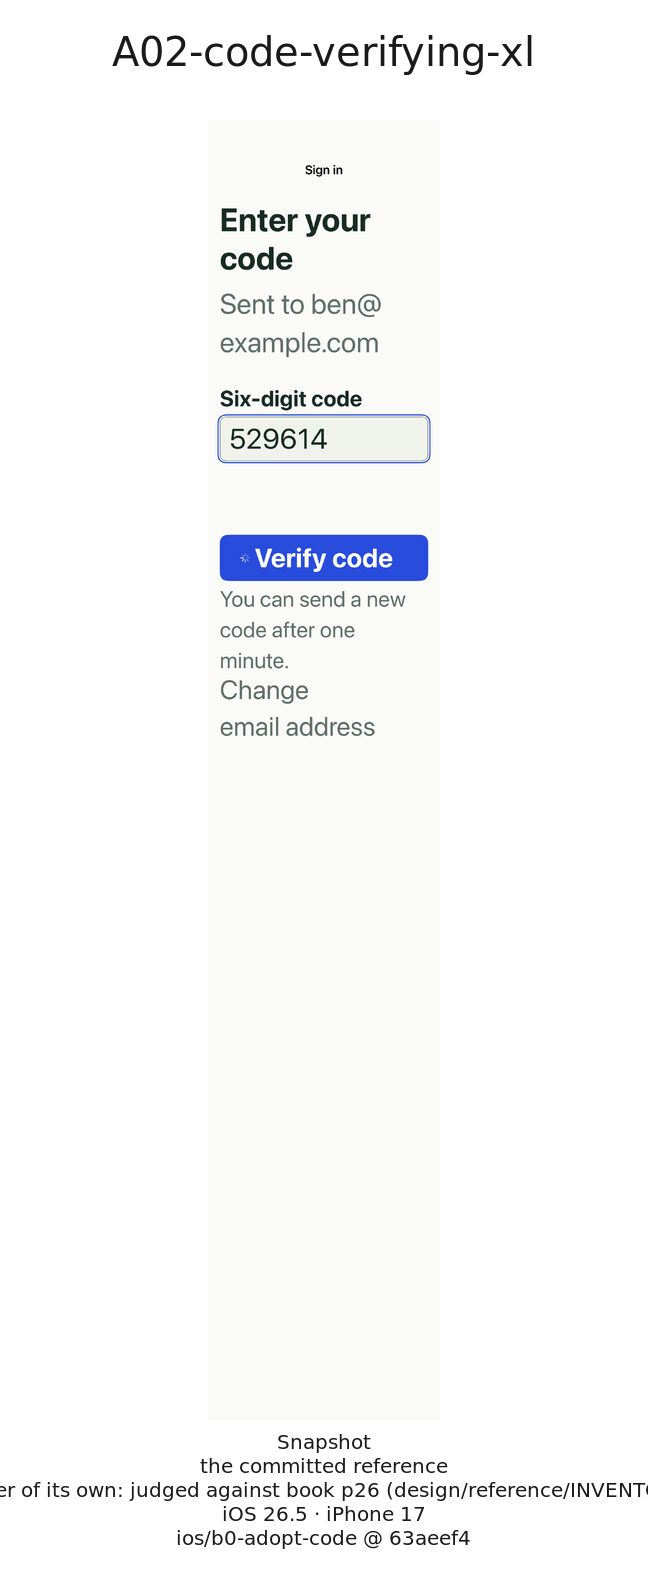 A02-code-verifying-xl
Sign in
Enter your
code
Sent to ben@
example.com
Six-digit code
529614
Verify code
You can send a new
code after one
minute.
Change
email address
Snapshot
the committed reference
of its own: judged against book p26 (design/reference/
iOS 26.5 · iPhone 17
ios/b0-adopt-code @ 63aeef4